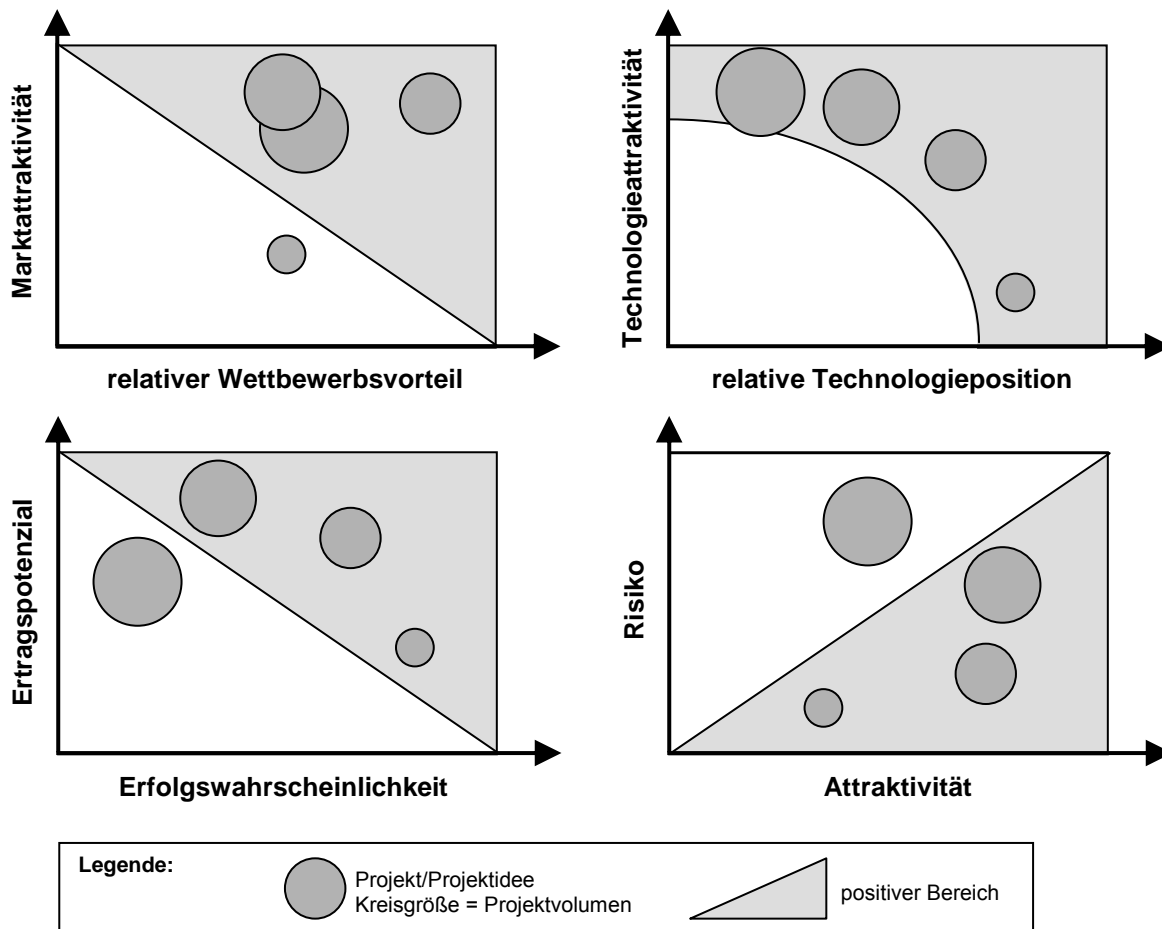 Marktattraktivität
relativer Wettbewerbsvorteil
Technologieattraktivität
relative Technologieposition
Ertragspotenzial
Erfolgswahrscheinlichkeit
Risiko
Attraktivität
Legende:
Projekt/Projektidee
Kreisgröße = Projektvolumen
positiver Bereich